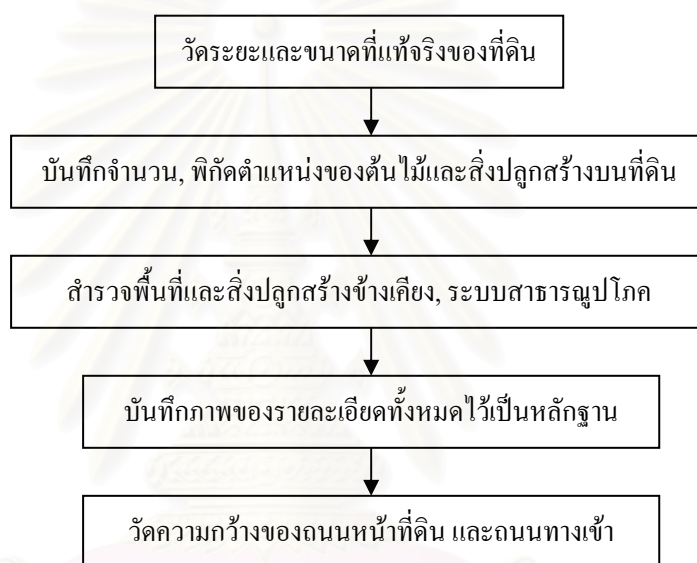 วัดระยะและขนาดที่แท้จริงของที่ดิน
บันทึกจำนวน, พิกัดตำแหน่งของต้นไม้และสิ่งปลูกสร้างบนที่ดิน
สำรวจพื้นที่และสิ่งปลูกสร้างข้างเคียง, ระบบสาธารณูปโภค
บันทึกภาพของรายละเอียดทั้งหมดไว้เป็นหลักฐาน
วัดความกว้างของถนนหน้าที่ดิน และถนนทางเข้า